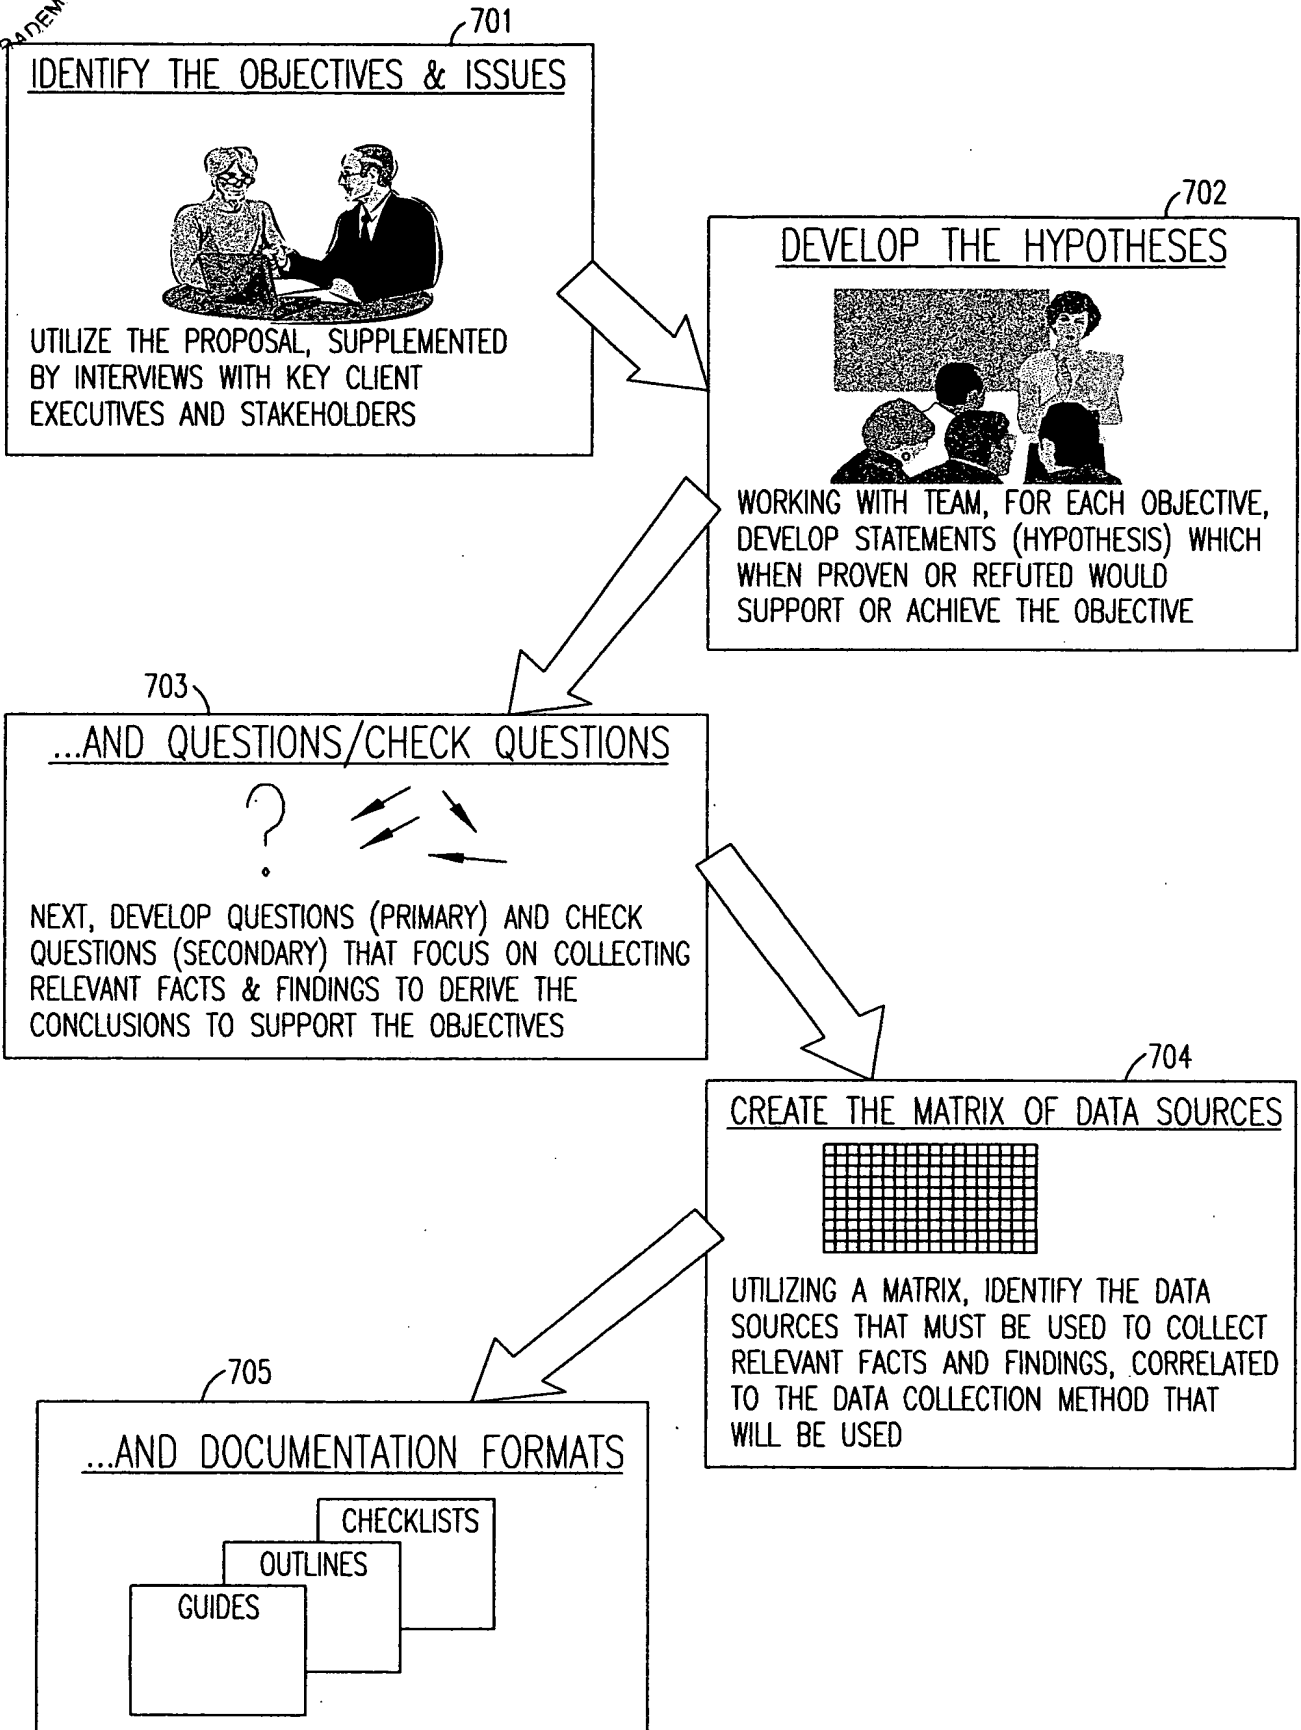 701
IDENTIFY THE OBJECTIVES & ISSUES
UTILIZE THE PROPOSAL, SUPPLEMENTED
BY INTERVIEWS WITH KEY CLIENT
EXECUTIVES AND STAKEHOLDERS
702
DEVELOP THE HYPOTHESES
WORKING WITH TEAM, FOR EACH OBJECTIVE,
DEVELOP STATEMENTS (HYPOTHESIS) WHICH
WHEN PROVEN OR REFUTED WOULD
SUPPORT OR ACHIEVE THE OBJECTIVE
703
...AND QUESTIONS/CHECK QUESTIONS
?
NEXT, DEVELOP QUESTIONS (PRIMARY) AND CHECK
QUESTIONS (SECONDARY) THAT FOCUS ON COLLECTING
RELEVANT FACTS & FINDINGS TO DERIVE THE
CONCLUSIONS TO SUPPORT THE OBJECTIVES
704
CREATE THE MATRIX OF DATA SOURCES
UTILIZING A MATRIX, IDENTIFY THE DATA
SOURCES THAT MUST BE USED TO COLLECT
RELEVANT FACTS AND FINDINGS, CORRELATED
TO THE DATA COLLECTION METHOD THAT
WILL BE USED
705
...AND DOCUMENTATION FORMATS
CHECKLISTS
OUTLINES
GUIDES